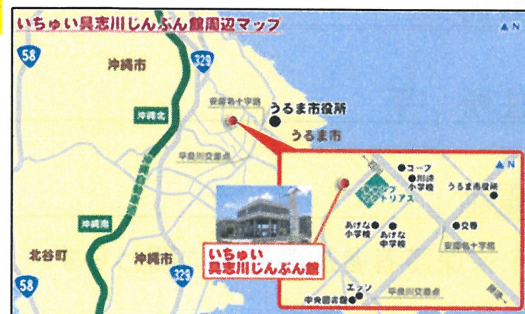 いちゅい具志川じんぶん館周辺マップ
▲N
58
沖縄市
329
安慶名十字路
うるま市役所
うるま市
沖縄北
平良川交差点
沖縄南
北谷町
沖縄市
329
58
いちゅい
具志川じんぶん館
▲N
コープ
川崎
小学校
うるま市役所
あげな
小学校
あげな
中学校
交番
安慶名十字路
エッソ
中央図書館
平良川交差点